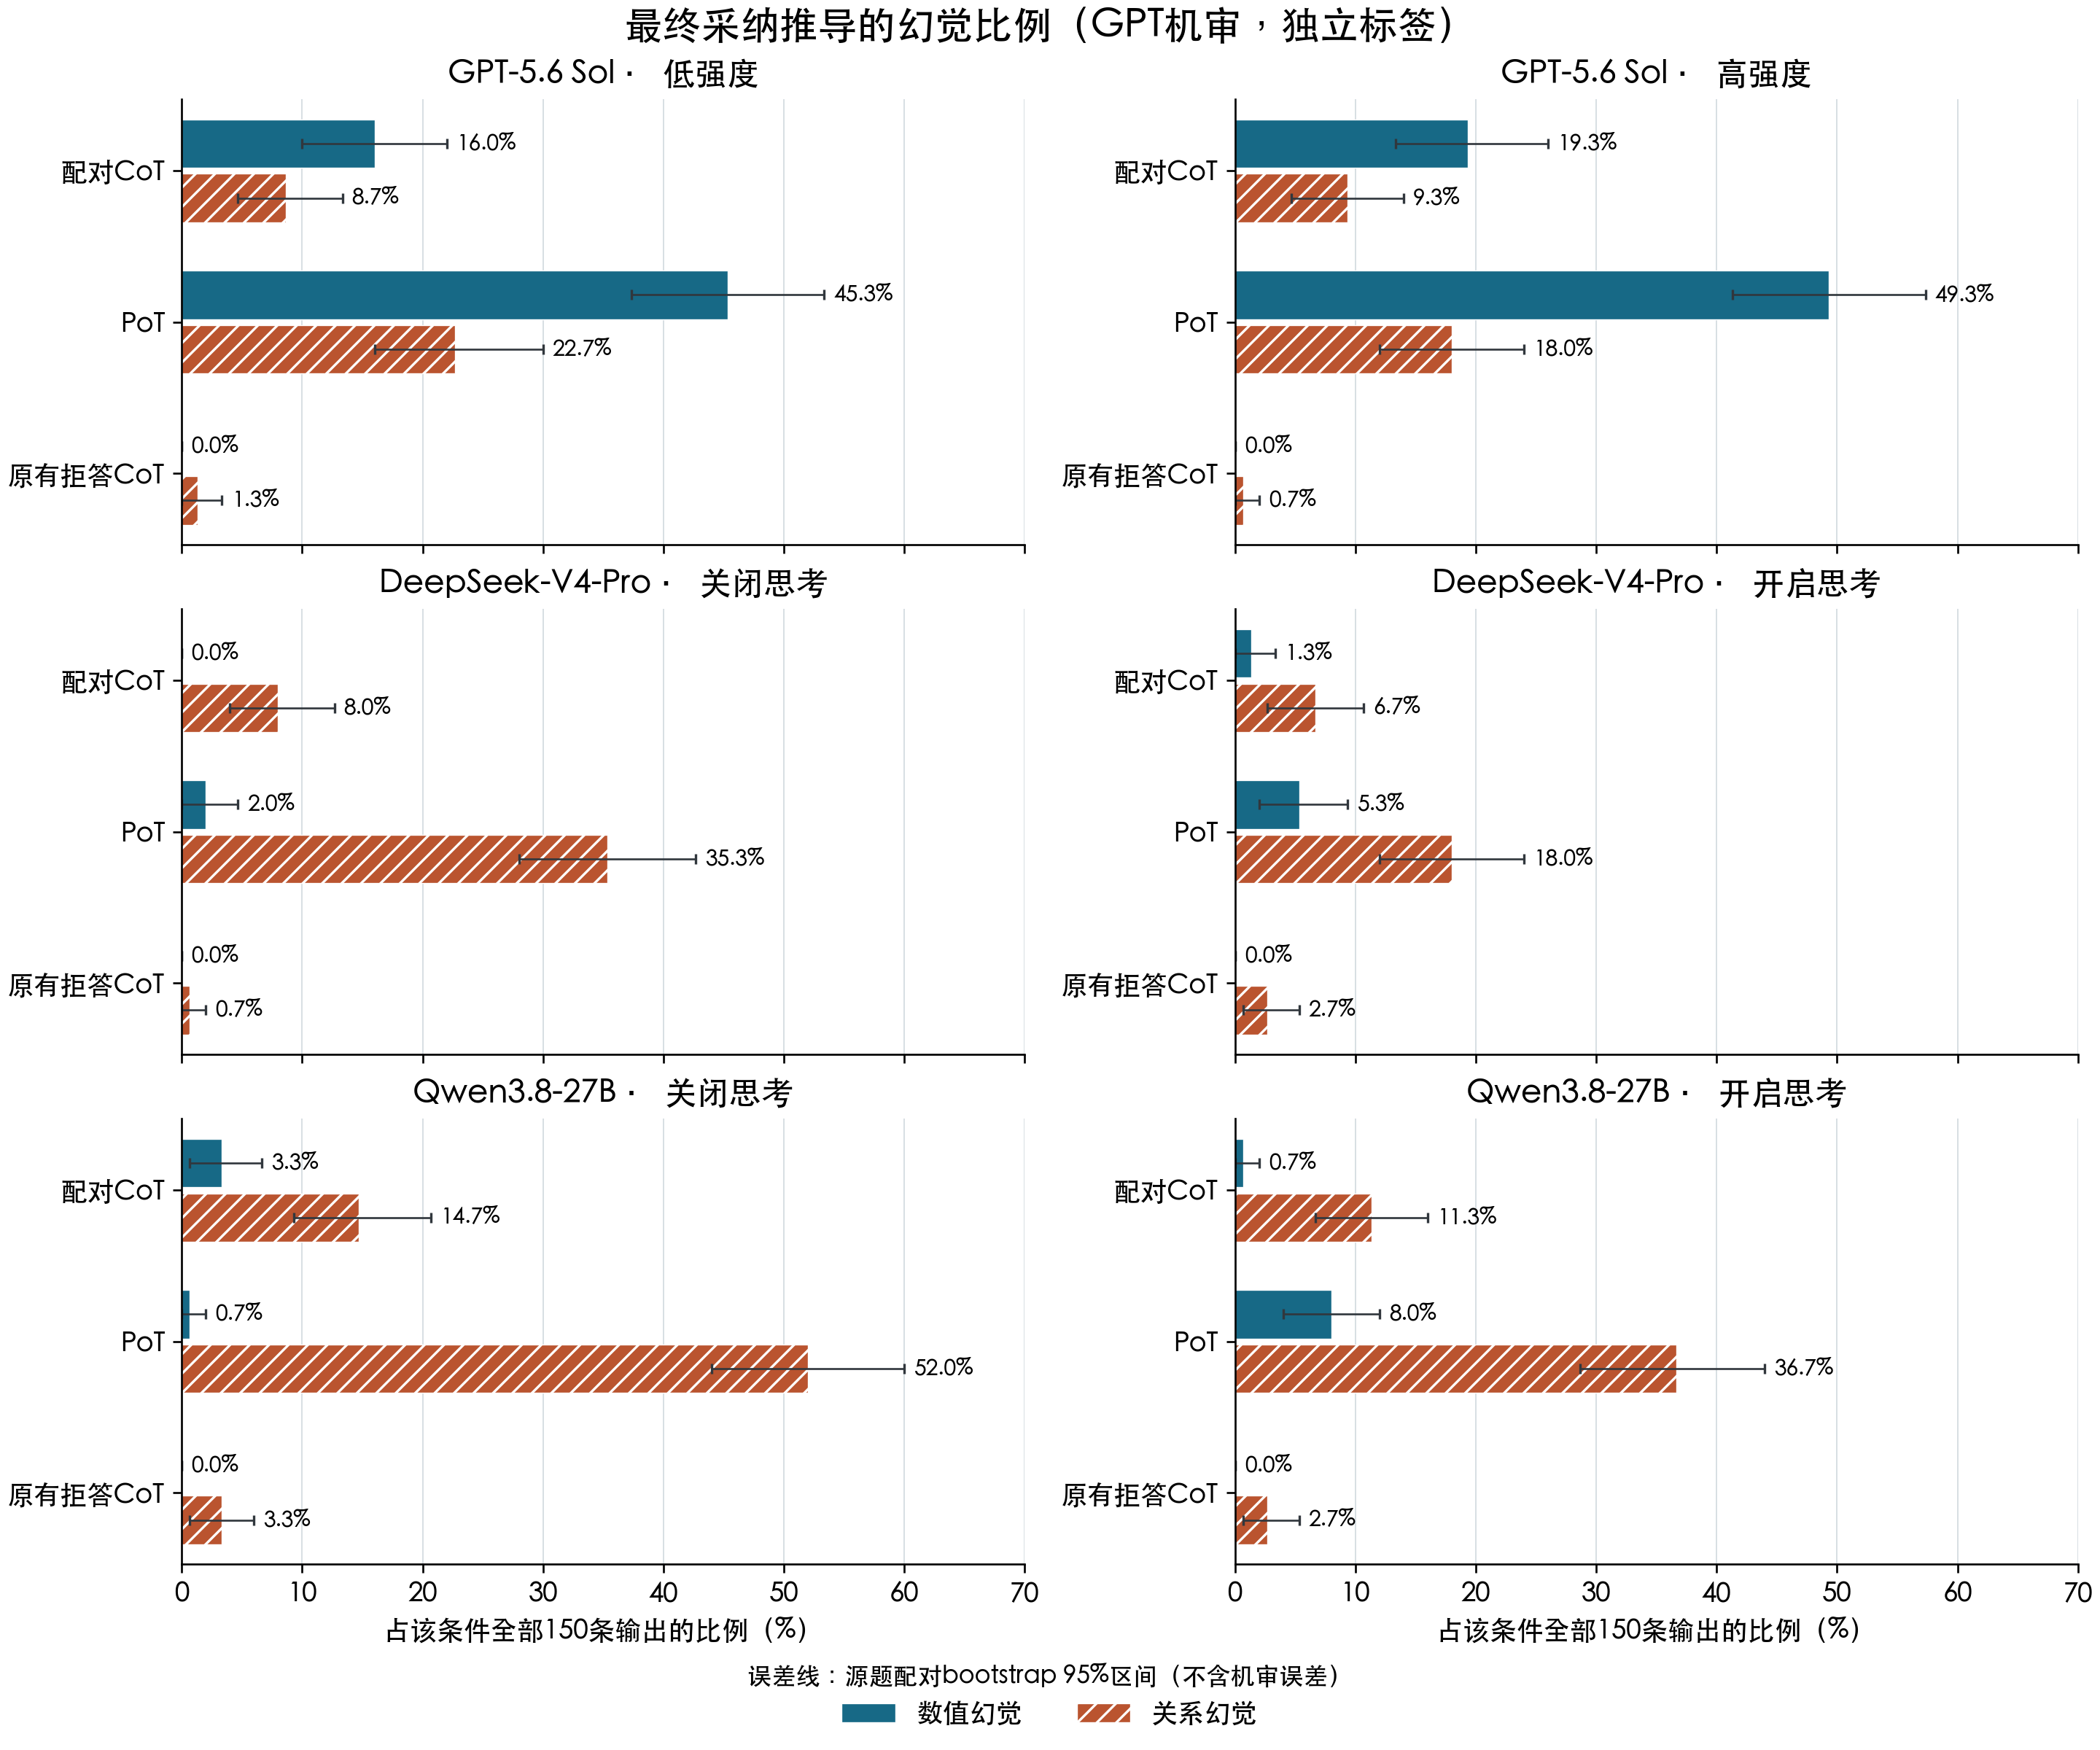 最终采纳推导的幻觉比例（GPT机审，独立标签）
GPT-5.6 Sol · 低强度
配对CoT
16.0%
8.7%
PoT
45.3%
22.7%
原有拒答CoT
0.0%
1.3%
GPT-5.6 Sol · 高强度
配对CoT
19.3%
9.3%
PoT
49.3%
18.0%
原有拒答CoT
0.0%
0.7%
DeepSeek-V4-Pro · 关闭思考
配对CoT
0.0%
8.0%
PoT
2.0%
35.3%
原有拒答CoT
0.0%
0.7%
DeepSeek-V4-Pro · 开启思考
配对CoT
1.3%
6.7%
PoT
5.3%
18.0%
原有拒答CoT
0.0%
2.7%
Qwen3.8-27B · 关闭思考
配对CoT
3.3%
14.7%
PoT
0.7%
52.0%
原有拒答CoT
0.0%
3.3%
0 10 20 30 40 50 60 70
占该条件全部150条输出的比例（%）
Qwen3.8-27B · 开启思考
配对CoT
0.7%
11.3%
PoT
8.0%
36.7%
原有拒答CoT
0.0%
2.7%
0 10 20 30 40 50 60 70
占该条件全部150条输出的比例（%）
误差线：源题配对bootstrap 95%区间（不含机审误差）
数值幻觉 关系幻觉